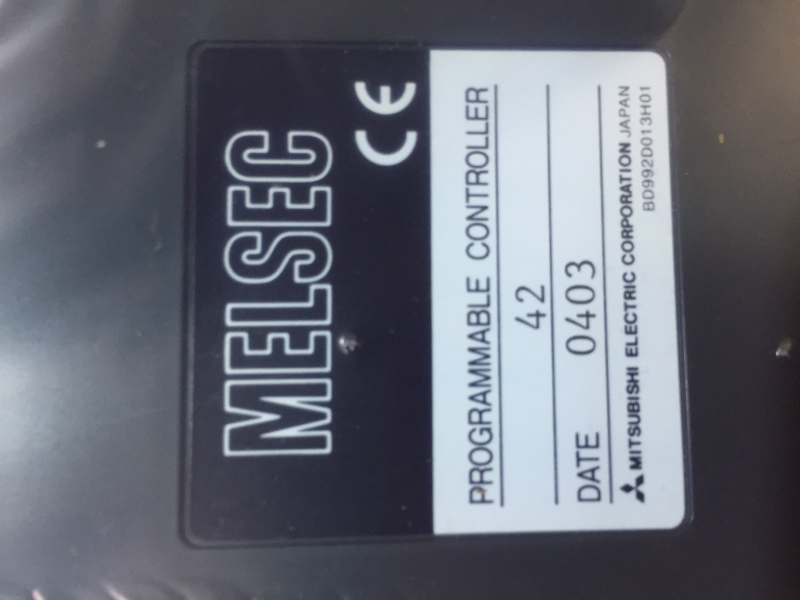 MELSEC
CE
PROGRAMMABLE CONTROLLER
42
DATE 0403
MITSUBISHI ELECTRIC CORPORATION JAPAN
BD992D013H01